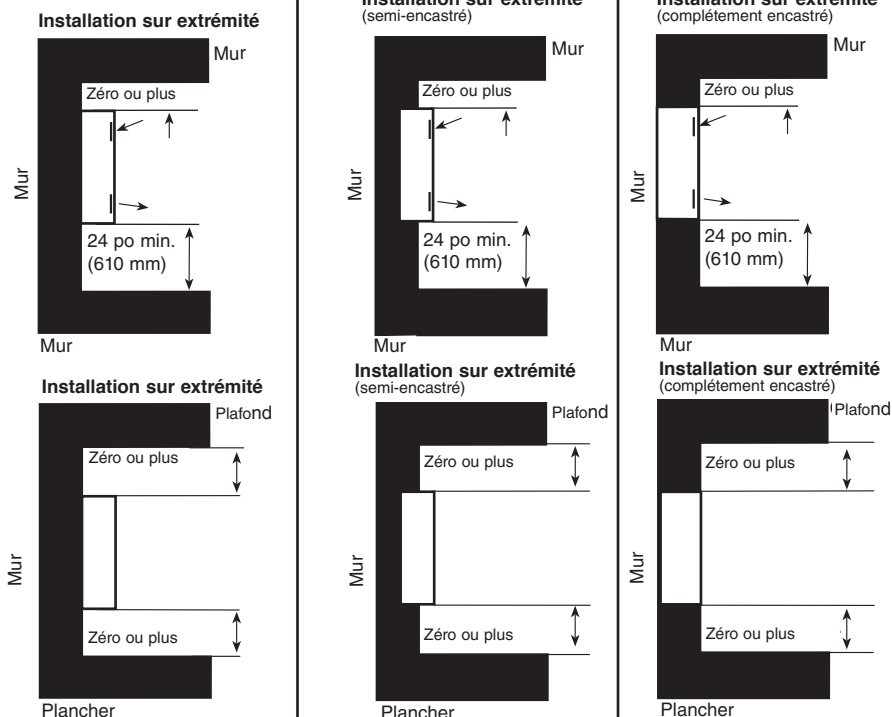 Installation sur extrémité
Mur
Zéro ou plus
Mur
24 po min.
(610 mm)
Mur
Installation sur extrémité
Plafond
Zéro ou plus
Mur
Zéro ou plus
Plancher
Installation sur extrémité
(semi-encastré)
Mur
Zéro ou plus
Mur
24 po min.
(610 mm)
Mur
Installation sur extrémité
(semi-encastré)
Plafond
Zéro ou plus
Mur
Zéro ou plus
Plancher
Installation sur extrémité
(complétement encastré)
Mur
Zéro ou plus
Mur
24 po min.
(610 mm)
Mur
Installation sur extrémité
(complétement encastré)
Plafond
Zéro ou plus
Mur
Zéro ou plus
Plancher